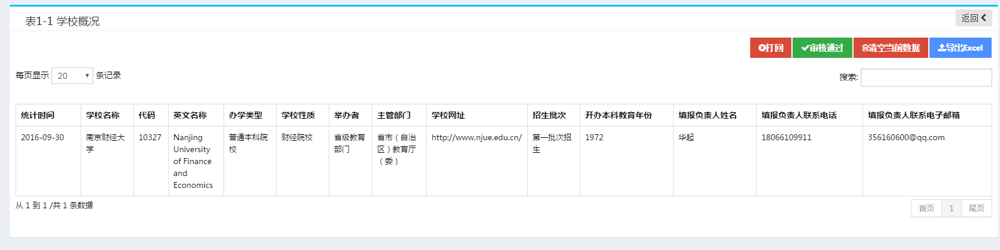 表1-1 学校概况
返回
打回 审核通过 清空当前数据 导出Excel
每页显示 20 条记录
搜索:
统计时间 学校名称 代码 英文名称 办学类型 学校性质 举办者 主管部门 学校网址 招生批次 开办本科教育年份 填报负责人姓名 填报负责人联系电话 填报负责人联系电子邮箱
2016-09-30 南京财经大 10327 Nanjing 普通本科院 财经院校 省级教育 省市（自治 http://www.njue.edu.cn/ 第一批次招 1972 华起 18066109911 356160600@qq.com
学 University 校 部门 区）教育厅 生
of Finance （委）
and
Economics
从 1 到 1 /共 1 条数据
首页 1 尾页